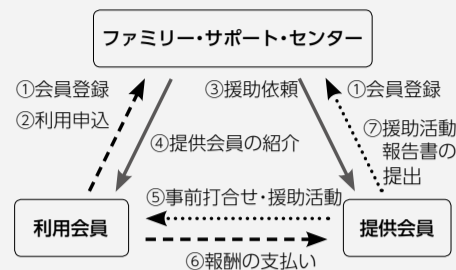 ファミリー・サポート・センター
①会員登録
②利用申込
③援助依頼
①会員登録
④提供会員の紹介
⑦援助活動
報告書の
提出
⑤事前打合せ・援助活動
利用会員
提供会員
⑥報酬の支払い